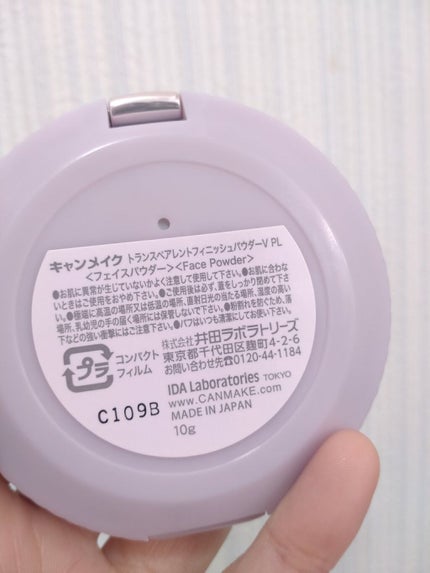 キャンメイク トランスペアレントフィニッシュパウダーV PL
<フェイスパウダー><Face Powder>
●お肌に異常が生じていないかよく注意して使用して下さい。●お肌に合わな
いときはご使用をおやめ下さい。●ご使用後は必ず、蓋をしっかり閉めて下さ
い。●極端に高温の場所又は低温の場所、直射日光の当たる場所、湿度の高い
場所、乳幼児の手の届く場所には保管しないで下さい。●粉割れを防ぐため、落
下などの強い衝撃にはご注意下さい。●パフはいつも清潔にしてお使い下さい。
プラ
コンパクト
フィルム
株式会社 井田ラボラトリーズ
東京都千代田区麹町4-2-6
お問い合わせ先☎0120-44-1184
IDA Laboratories TOKYO
www.CANMAKE.com
MADE IN JAPAN
10g
C109B